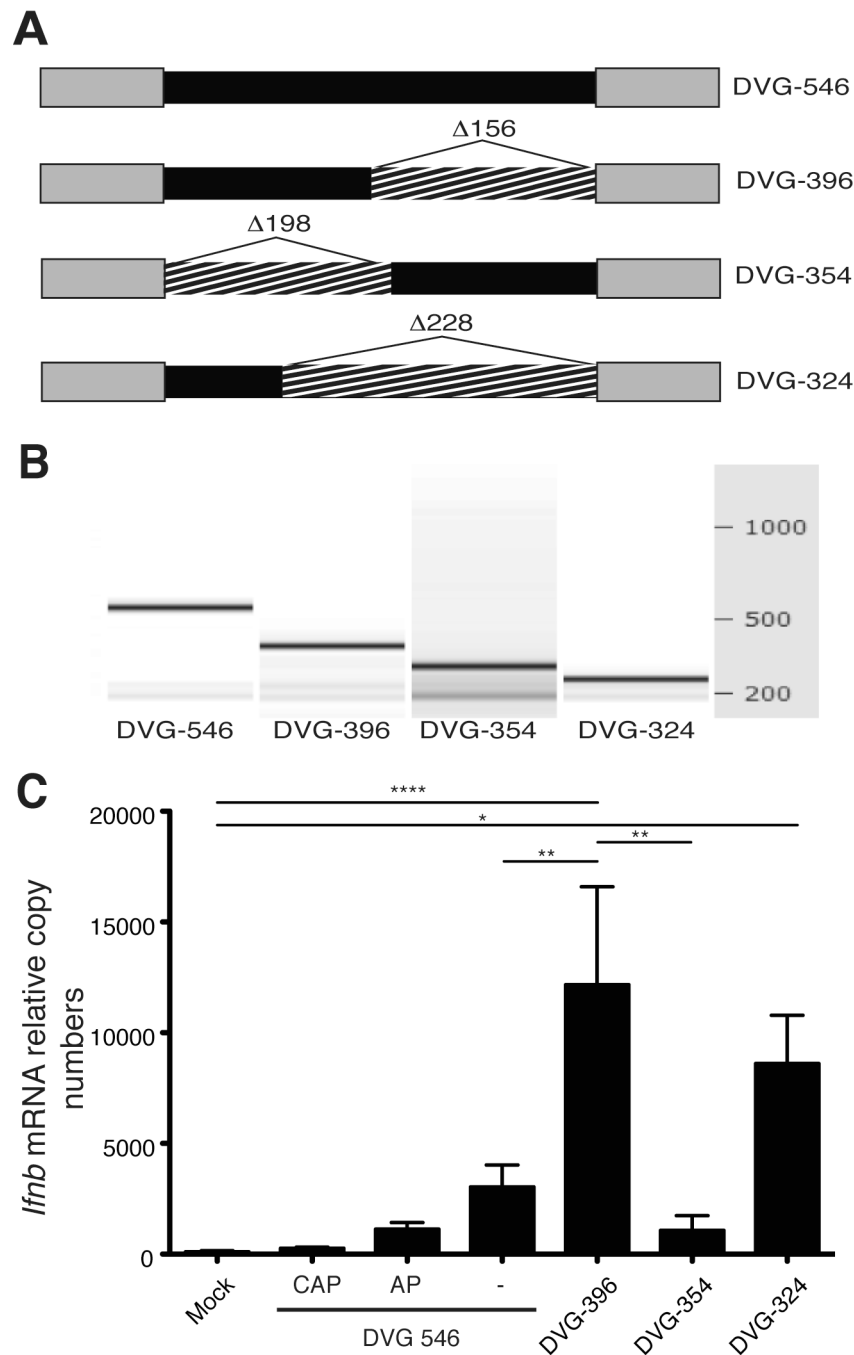 A
DVG-546
Δ156
DVG-396
Δ198
DVG-354
Δ228
DVG-324
B
1000
500
200
DVG-546 DVG-396 DVG-354 DVG-324
C
Ifnb mRNA relative copy
numbers
20000
15000
10000
5000
0
****
*
**
**
Mock CAP AP - DVG-396 DVG-354 DVG-324
DVG 546